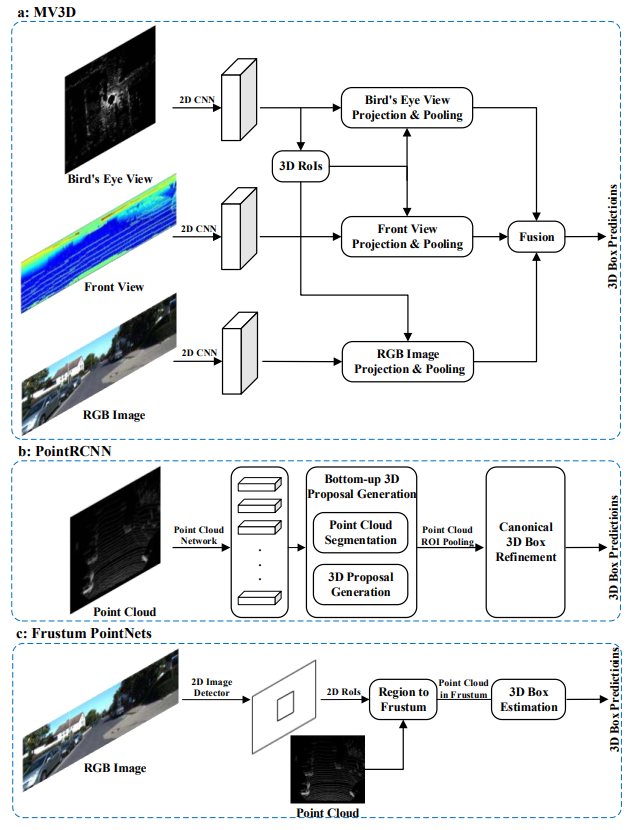 a: MV3D
2D CNN
Bird's Eye View
Projection & Pooling
Bird's Eye View
3D RoIs
2D CNN
Front View
Projection & Pooling
Fusion
3D Box Predictioins
Front View
2D CNN
RGB Image
Projection & Pooling
RGB Image
b: PointRCNN
Point Cloud
Network
Bottom-up 3D
Proposal Generation
Point Cloud
Segmentation
3D Proposal
Generation
Point Cloud
ROI Pooling
Canonical
3D Box
Refinement
3D Box Predictioins
Point Cloud
c: Frustum PointNets
2D Image
Detector
2D RoIs
Region to
Frustum
Point Cloud
in Frustum
3D Box
Estimation
3D Box Predictioins
RGB Image
Point Cloud